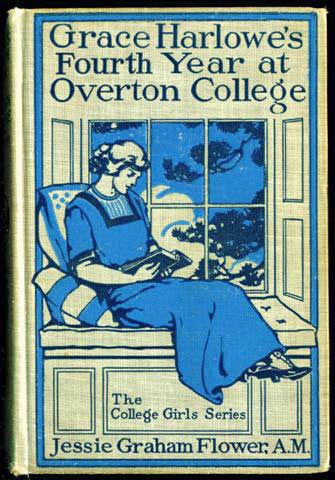 Grace Harlowe's
Fourth Year at
Overton College
The
College Girls Series
Jessie Graham Flower, A.M.